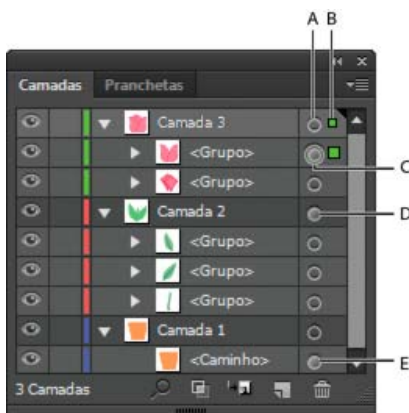 A B
Camadas Pranchetas
Camada 3
<Grupo>
C
<Grupo>
Camada 2
D
<Grupo>
<Grupo>
<Grupo>
Camada 1
<Caminho>
E
3 Camadas